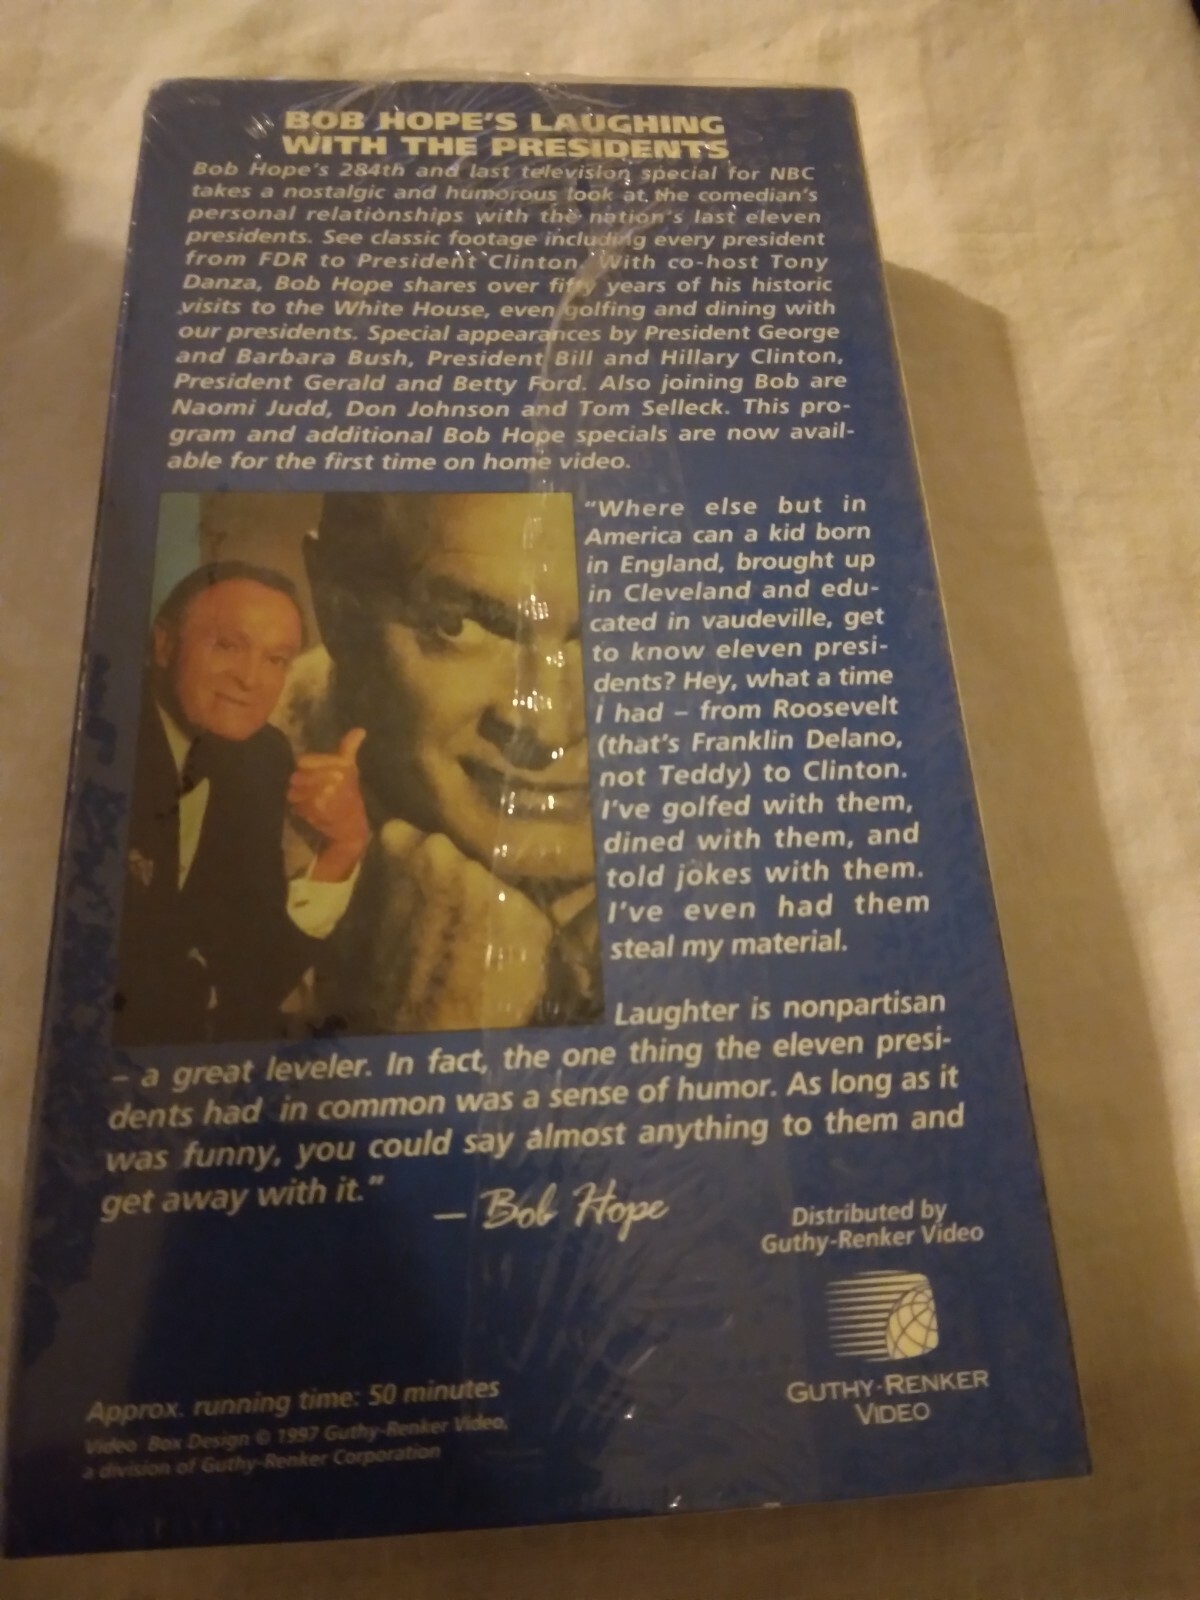 BOB HOPE'S LAUGHING
WITH THE PRESIDENTS
Bob Hope's 284th and last television special for NBC
takes a nostalgic and humorous look at the comedian's
personal relationships with the nation's last eleven
presidents. See classic footage including every president
from FDR to President Clinton. With co-host Tony
Danza, Bob Hope shares over fifty years of his historic
visits to the White House, even golfing and dining with
our presidents. Special appearances by President George
and Barbara Bush, President Bill and Hillary Clinton,
President Gerald and Betty Ford. Also joining Bob are
Naomi Judd, Don Johnson and Tom Selleck. This pro-
gram and additional Bob Hope specials are now avail-
able for the first time on home video.
"Where else but in
America can a kid born
in England, brought up
in Cleveland and edu-
cated in vaudeville, get
to know eleven presi-
dents? Hey, what a time
I had – from Roosevelt
(that's Franklin Delano,
not Teddy) to Clinton.
I've golfed with them,
dined with them, and
told jokes with them.
I've even had them
steal my material.
Laughter is nonpartisan
– a great leveler. In fact, the one thing the eleven presi-
dents had in common was a sense of humor. As long as it
was funny, you could say almost anything to them and
get away with it."
– Bob Hope
Distributed by
Guthy-Renker Video
GUTHY-RENKER
VIDEO
Approx. running time: 50 minutes
Video Box Design © 1997 Guthy-Renker Video,
a division of Guthy-Renker Corporation